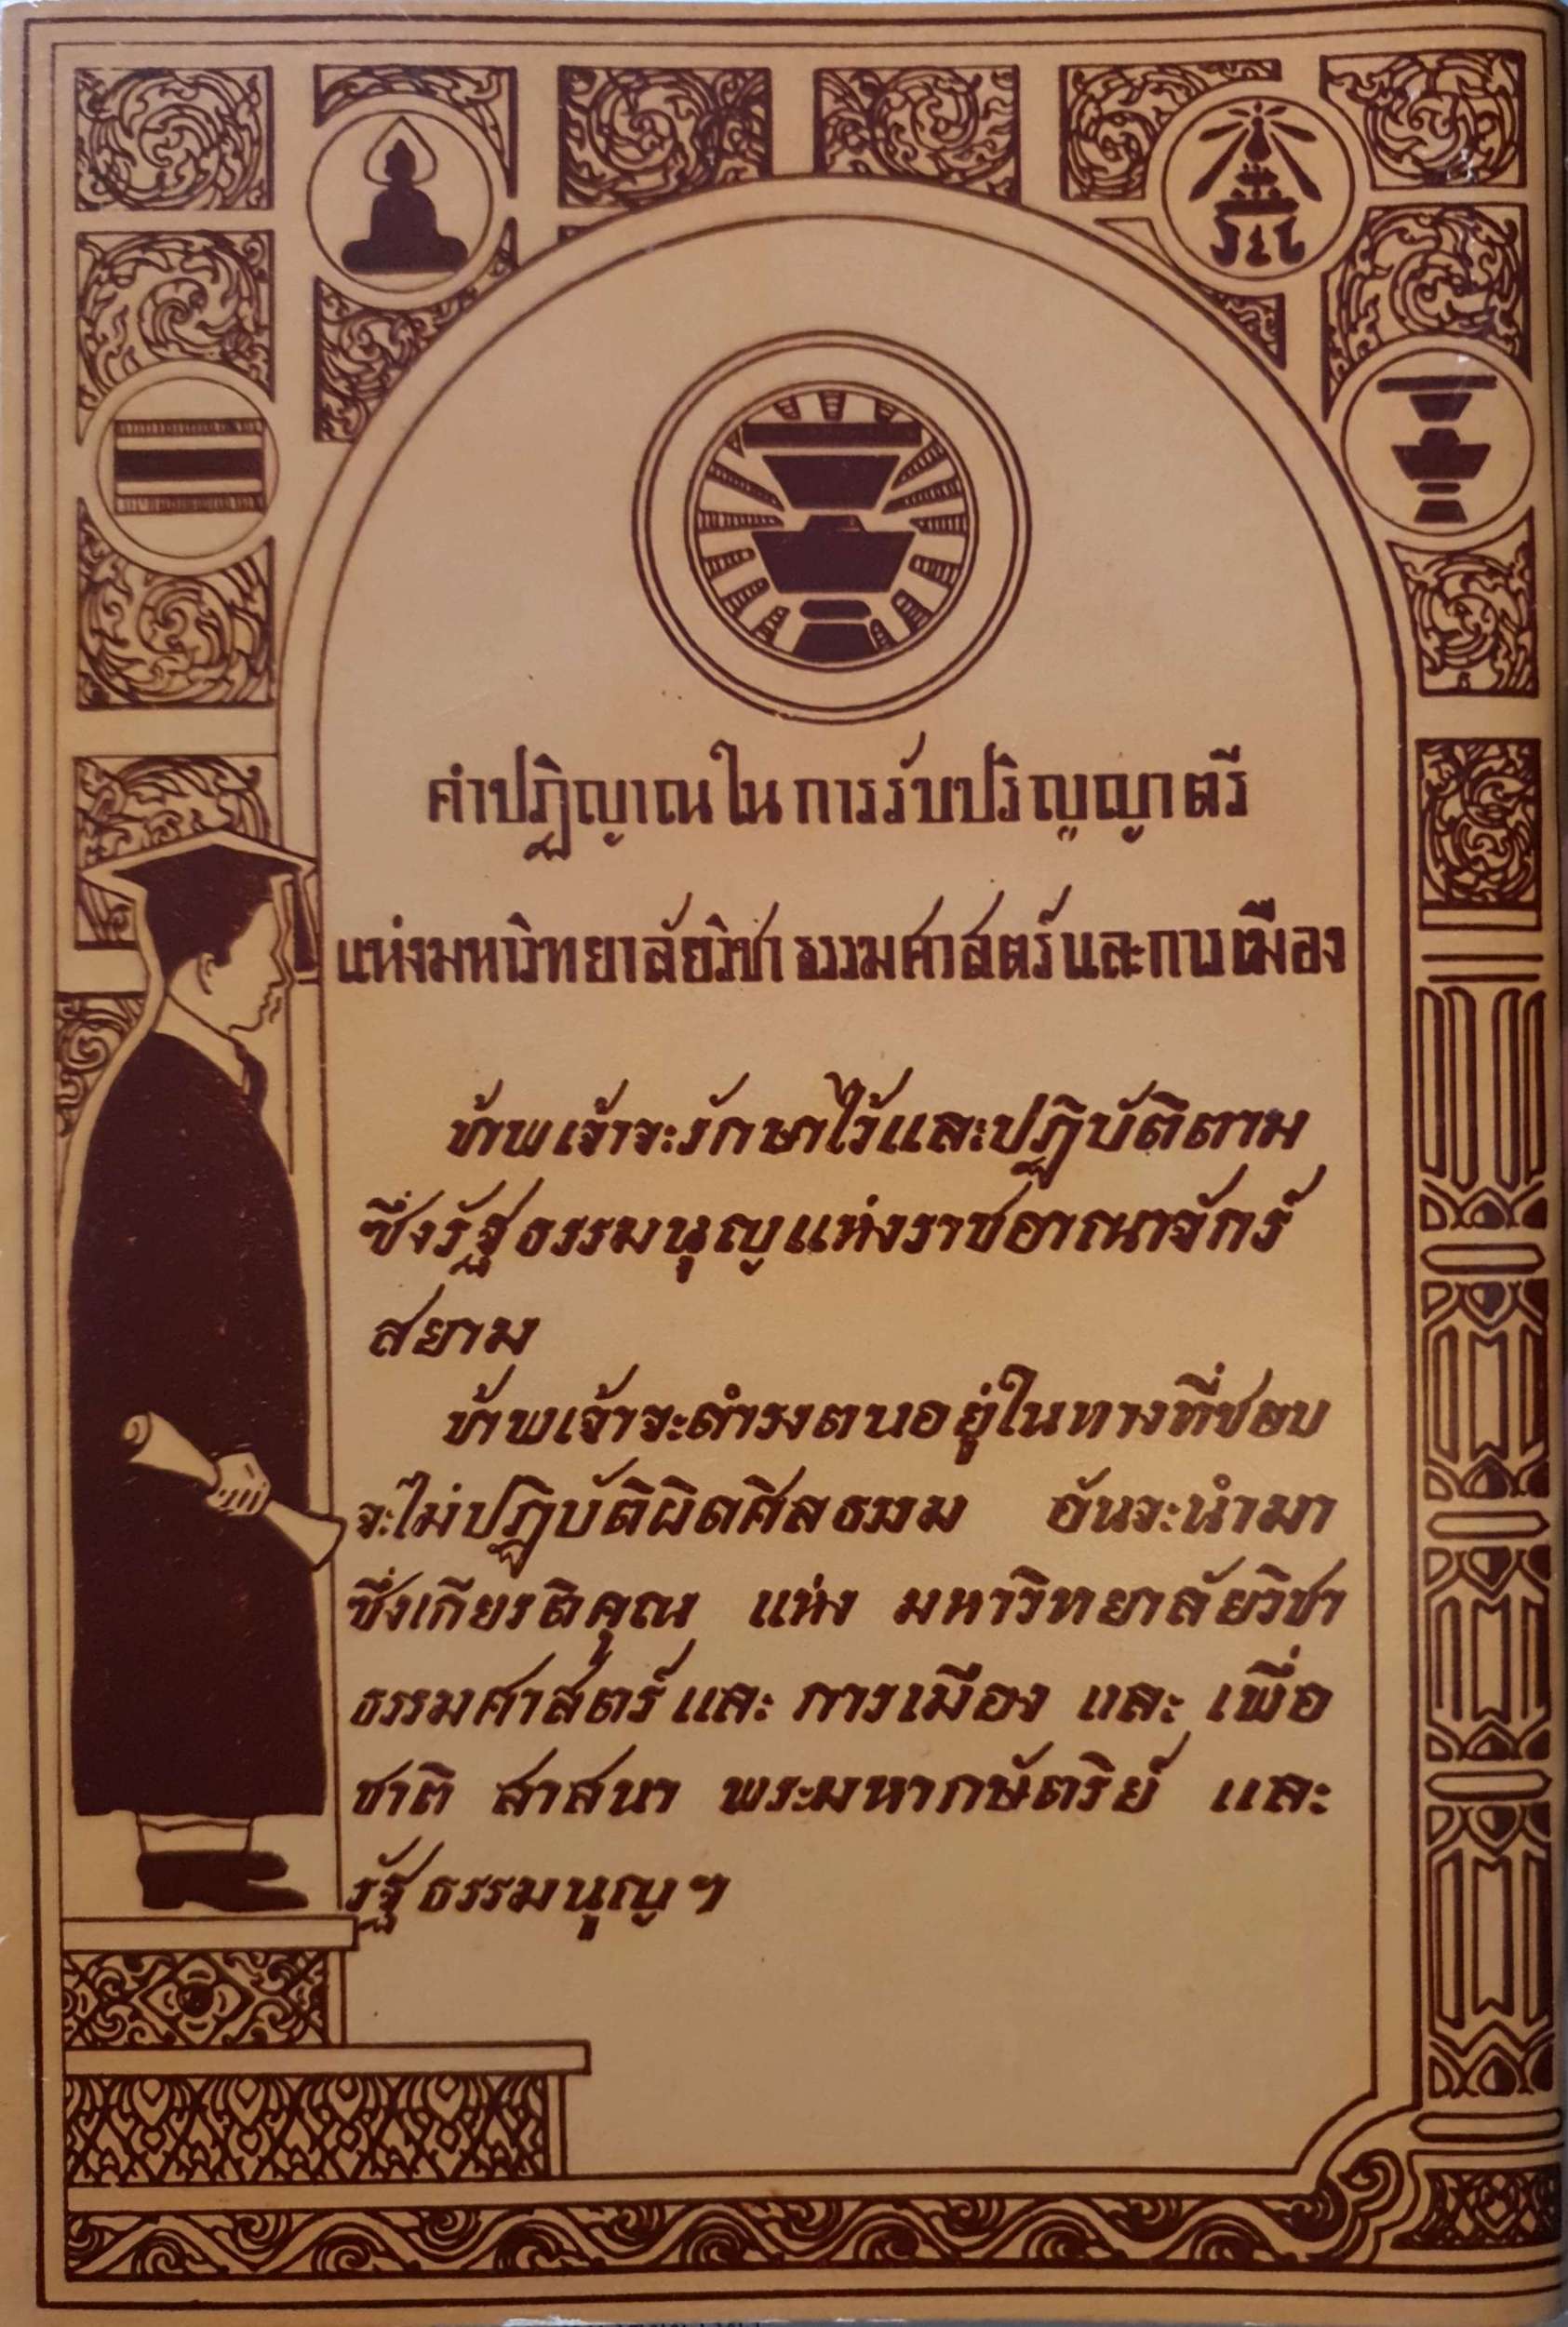 คำปฏิญาณในการรับปริญญาตรี
แห่งมหาวิทยาลัยวิชาธรรมศาสตร์และการเมือง
ข้าพเจ้าจะรักษาไว้และปฏิบัติตาม
ซึ่งรัฐธรรมนูญแห่งราชอาณาจักร์
สยาม
ข้าพเจ้าจะดำรงตนอยู่ในทางที่ชอบ
จะไม่ปฏิบัติผิดศีลธรรม อันจะนำมา
ซึ่งเกียรติคุณ แห่ง มหาวิทยาลัยวิชา
ธรรมศาสตร์และ การเมือง และ เพื่อ
ชาติ สาสนา พระมหากษัตริย์ และ
รัฐธรรมนูญฯ